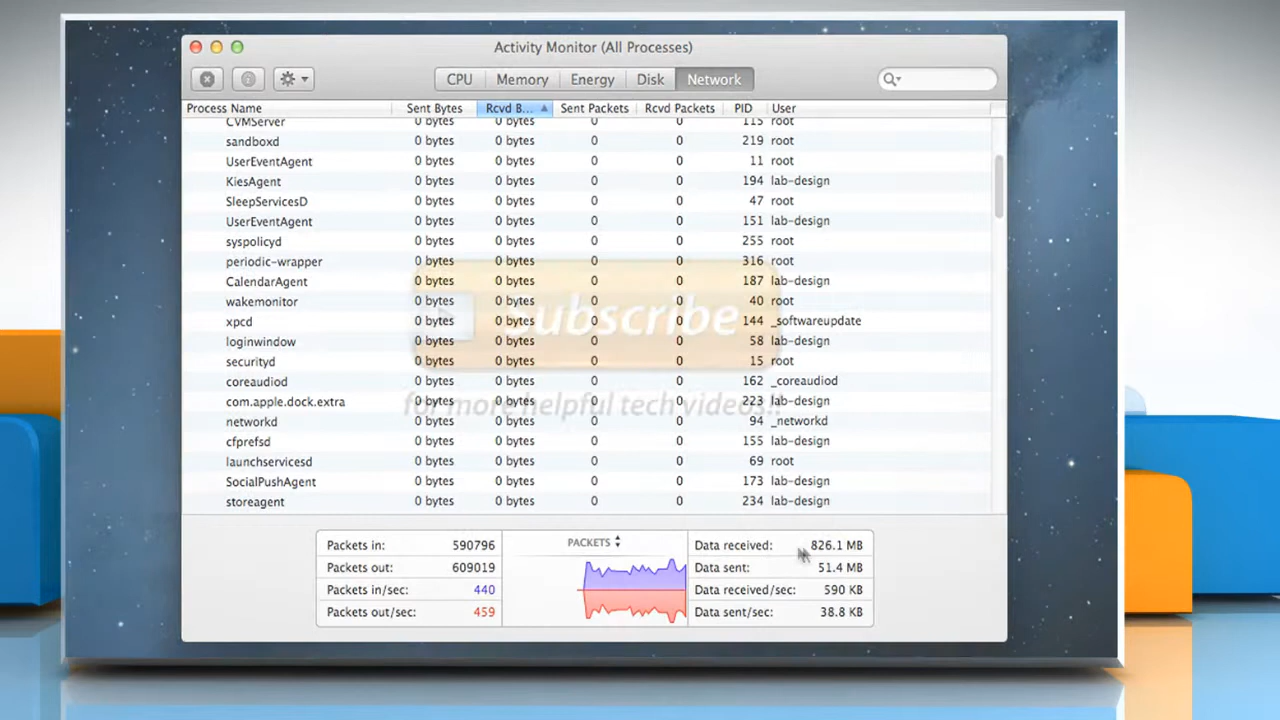 Activity Monitor (All Processes)
CPU Memory Energy Disk Network
Process Name Sent Bytes Rcvd B... Sent Packets Rcvd Packets PID User
CVMServer 0 bytes 0 bytes 0 0 115 root
sandboxd 0 bytes 0 bytes 0 0 219 root
UserEventAgent 0 bytes 0 bytes 0 0 11 root
KiesAgent 0 bytes 0 bytes 0 0 194 lab-design
SleepServicesD 0 bytes 0 bytes 0 0 47 root
UserEventAgent 0 bytes 0 bytes 0 0 151 lab-design
syspolicyd 0 bytes 0 bytes 0 0 255 root
periodic-wrapper 0 bytes 0 bytes 0 0 316 root
CalendarAgent 0 bytes 0 bytes 0 0 187 lab-design
wakemonitor 0 bytes 0 bytes 0 0 40 root
xpcd 0 bytes 0 bytes 0 0 144 _softwareupdate
Subscribe
loginwindow 0 bytes 0 bytes 0 0 58 lab-design
securityd 0 bytes 0 bytes 0 0 15 root
coreaudiod 0 bytes 0 bytes 0 0 162 _coreaudiod
com.apple.dock.extra 0 bytes 0 bytes 0 0 223 lab-design
for more helpful tech videos!!
networkd 0 bytes 0 bytes 0 0 94 _networkd
cfprefsd 0 bytes 0 bytes 0 0 155 lab-design
launchservicesd 0 bytes 0 bytes 0 0 69 root
SocialPushAgent 0 bytes 0 bytes 0 0 173 lab-design
storeagent 0 bytes 0 bytes 0 0 234 lab-design
Packets in: 590796 PACKETS Data received: 826.1 MB
Packets out: 609019 Data sent: 51.4 MB
Packets in/sec: 440 Data received/sec: 590 KB
Packets out/sec: 459 Data sent/sec: 38.8 KB